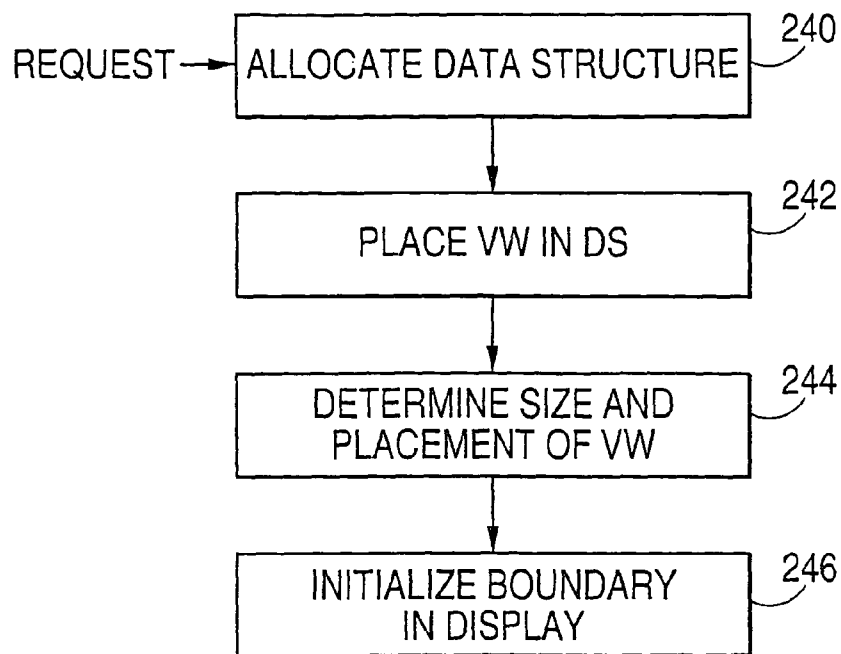 240
REQUEST ALLOCATE DATA STRUCTURE
242
PLACE VW IN DS
244
DETERMINE SIZE AND
PLACEMENT OF VW
246
INITIALIZE BOUNDARY
IN DISPLAY